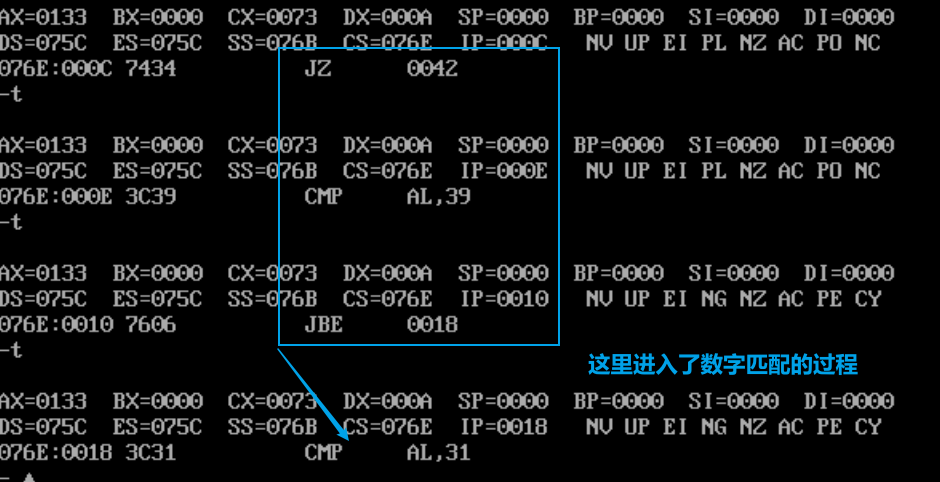 AX=0133 BX=0000 CX=0073 DX=000A SP=0000 BP=0000 SI=0000 DI=0000
DS=075C ES=075C SS=076B CS=076E IP=000C NV UP EI PL NZ AC PO NC
076E:000C 7434 JZ 0042
-t
AX=0133 BX=0000 CX=0073 DX=000A SP=0000 BP=0000 SI=0000 DI=0000
DS=075C ES=075C SS=076B CS=076E IP=000E NV UP EI PL NZ AC PO NC
076E:000E 3C39 CMP AL,39
-t
AX=0133 BX=0000 CX=0073 DX=000A SP=0000 BP=0000 SI=0000 DI=0000
DS=075C ES=075C SS=076B CS=076E IP=0010 NV UP EI NG NZ AC PE CY
076E:0010 7606 JBE 0018
-t
这里进入了数字匹配的过程
AX=0133 BX=0000 CX=0073 DX=000A SP=0000 BP=0000 SI=0000 DI=0000
DS=075C ES=075C SS=076B CS=076E IP=0018 NV UP EI NG NZ AC PE CY
076E:0018 3C31 CMP AL,31
-